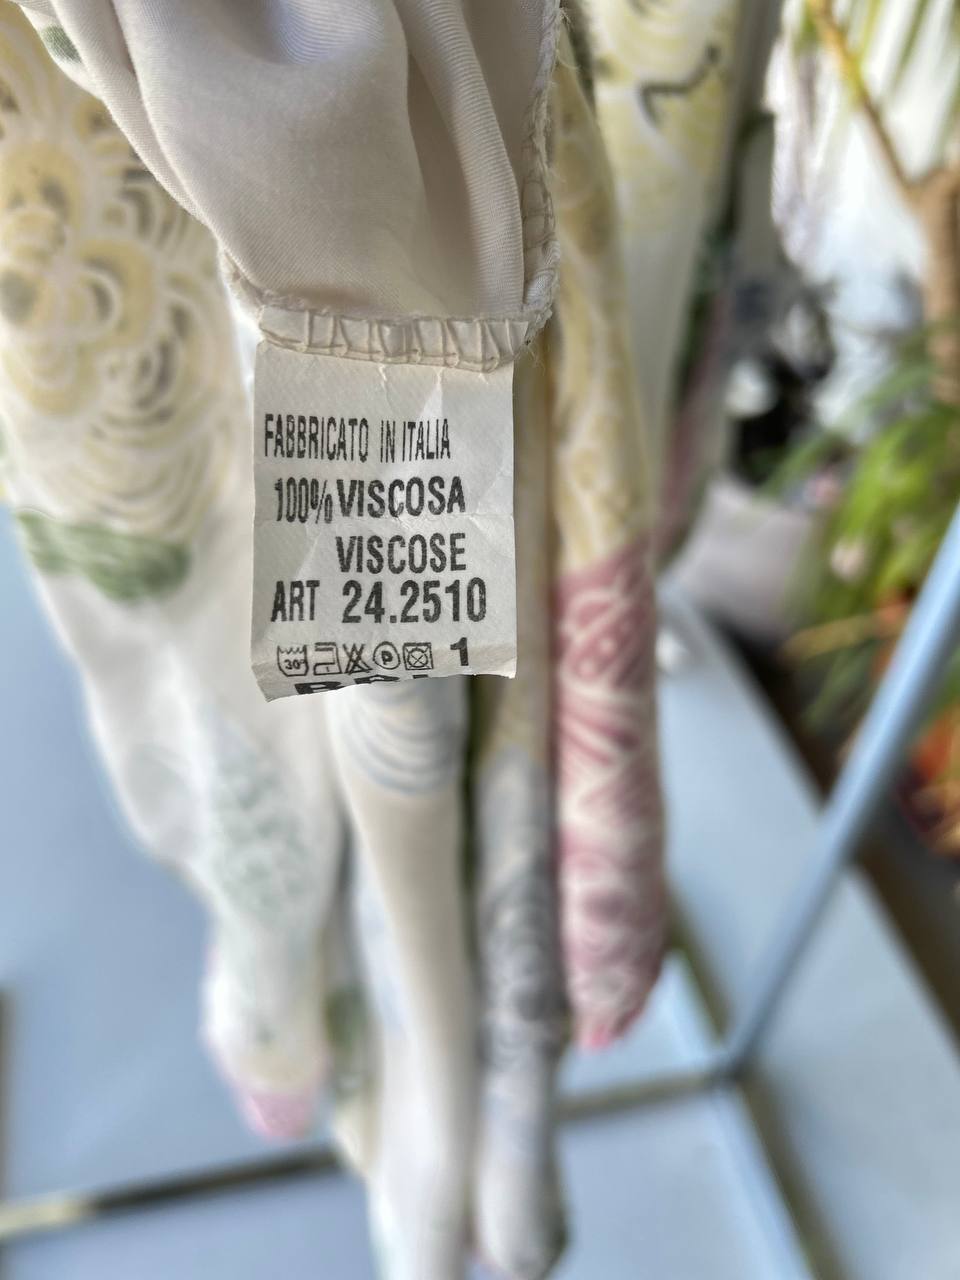 FABBRICATO IN ITALIA
100% VISCOSA
VISCOSE
ART 24.2510
30° P 1